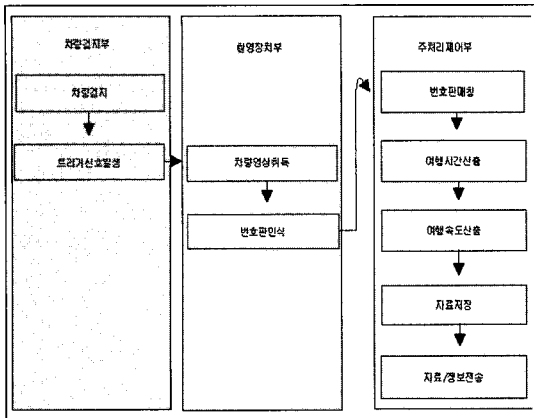 차량검지부
차량검지
트리거신호발생
촬영장치부
차량영상취득
번호판인식
주처리제어부
번호판매칭
여행시간산출
여행속도산출
자료저장
자료/정보전송